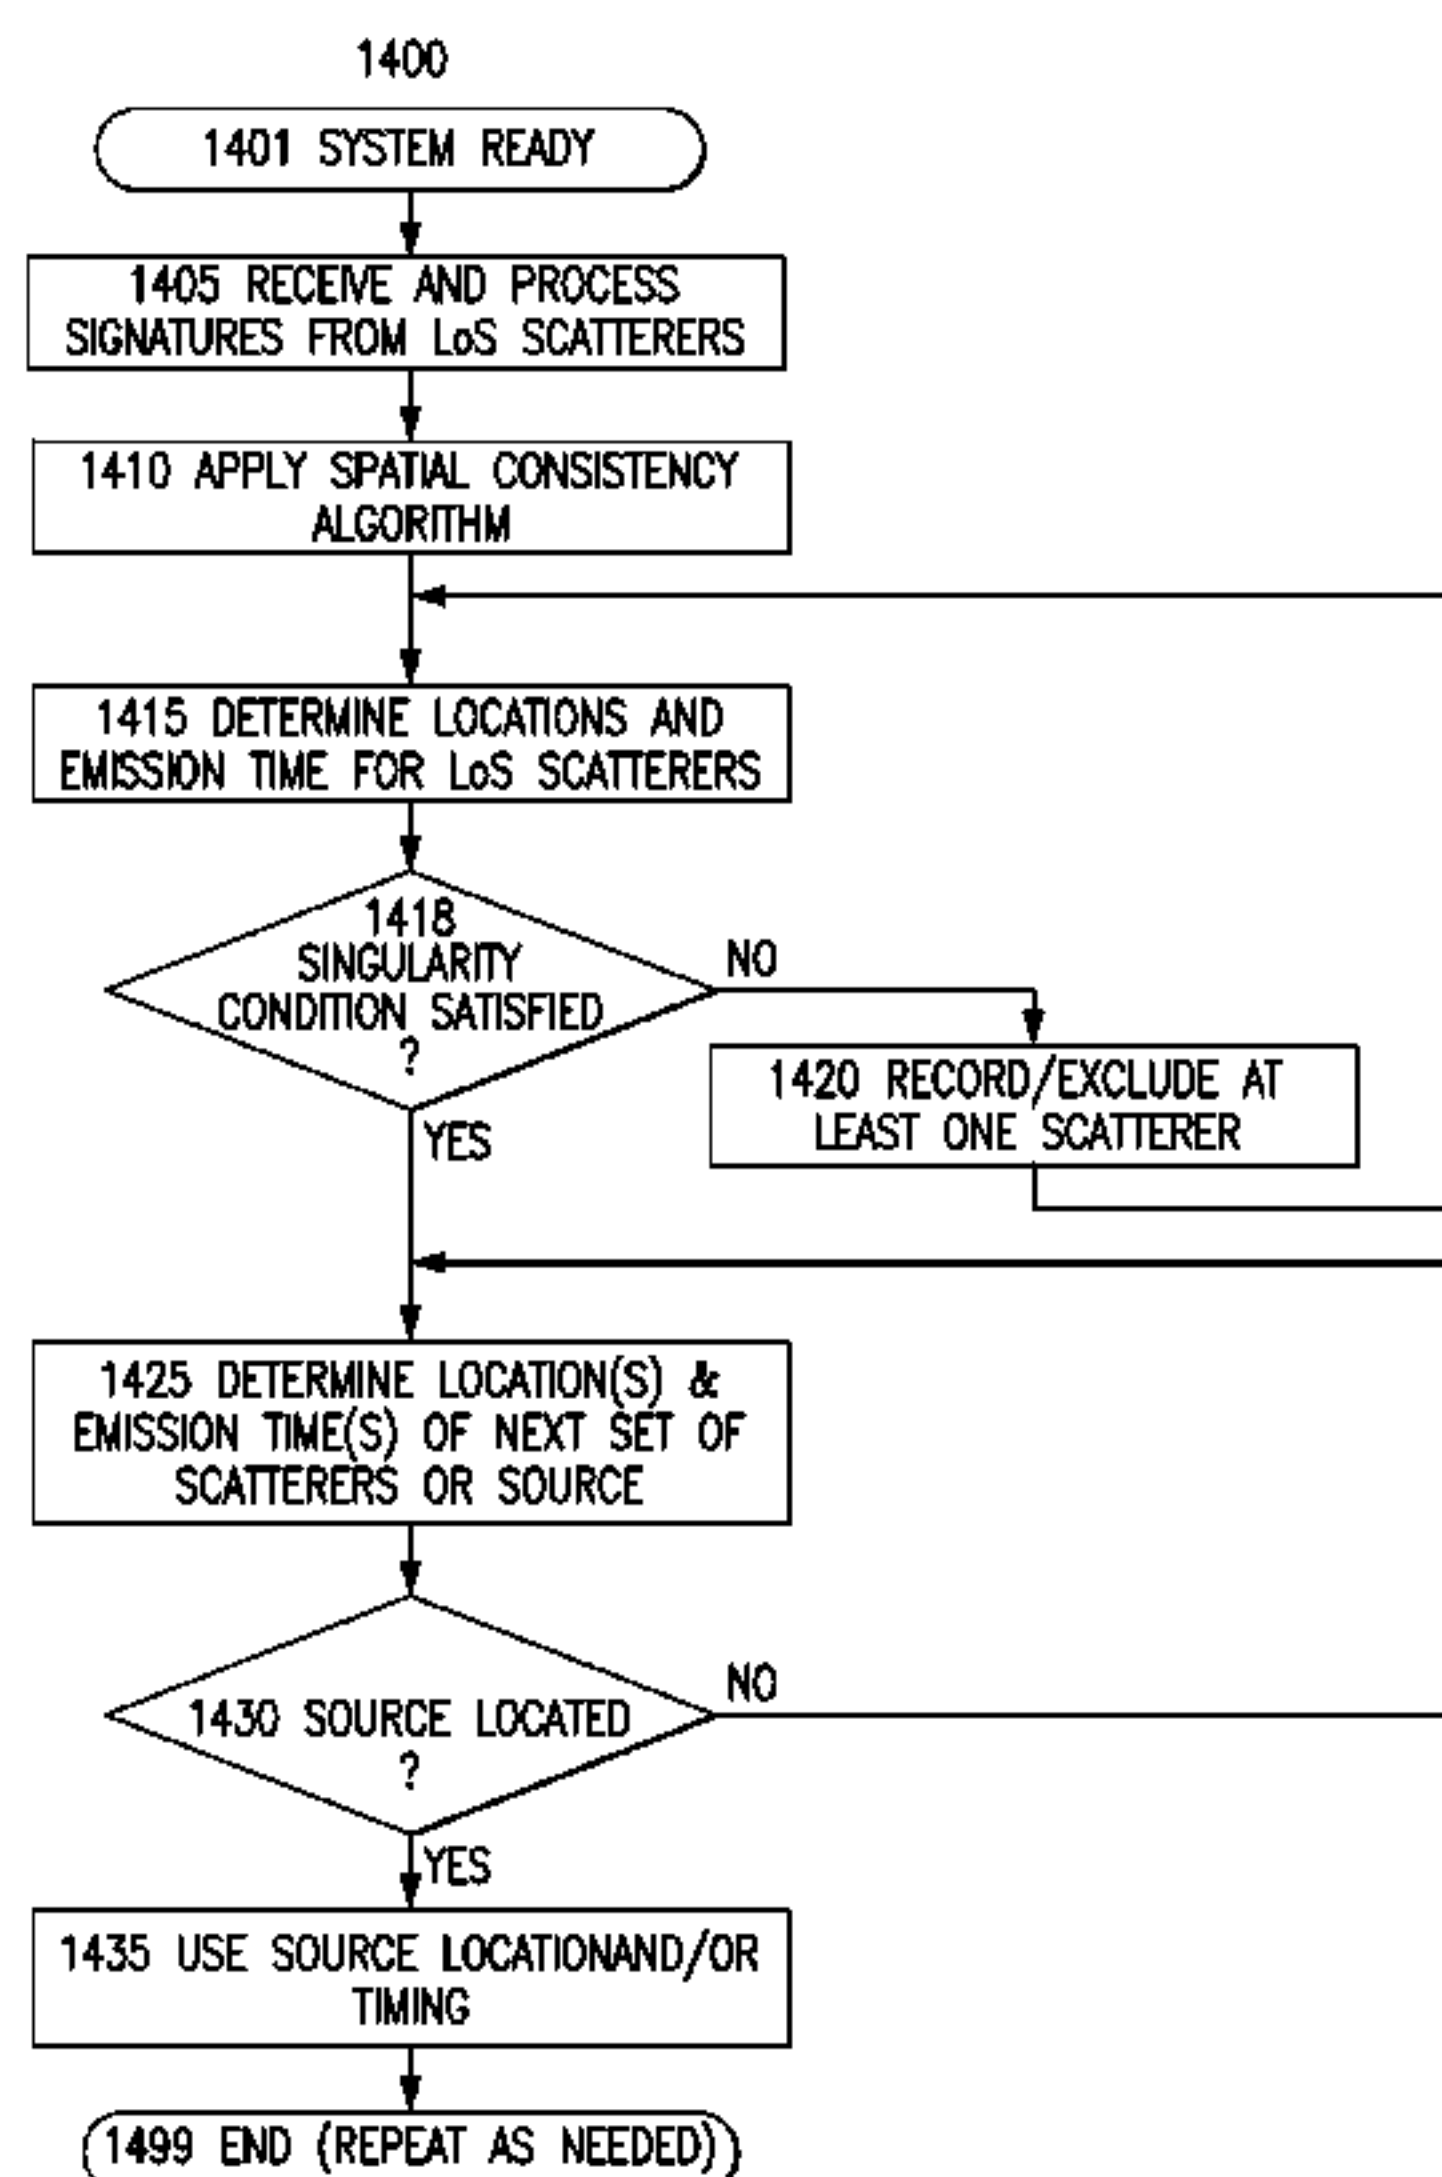 1400
1401 SYSTEM READY
1405 RECEIVE AND PROCESS
SIGNATURES FROM LoS SCATTERERS
1410 APPLY SPATIAL CONSISTENCY
ALGORITHM
1415 DETERMINE LOCATIONS AND
EMISSION TIME FOR LoS SCATTERERS
1418
SINGULARITY
CONDITION SATISFIED
?
NO
YES
1420 RECORD/EXCLUDE AT
LEAST ONE SCATTERER
1425 DETERMINE LOCATION(S) &
EMISSION TIME(S) OF NEXT SET OF
SCATTERERS OR SOURCE
1430 SOURCE LOCATED
?
NO
YES
1435 USE SOURCE LOCATIONAND/OR
TIMING
1499 END (REPEAT AS NEEDED)